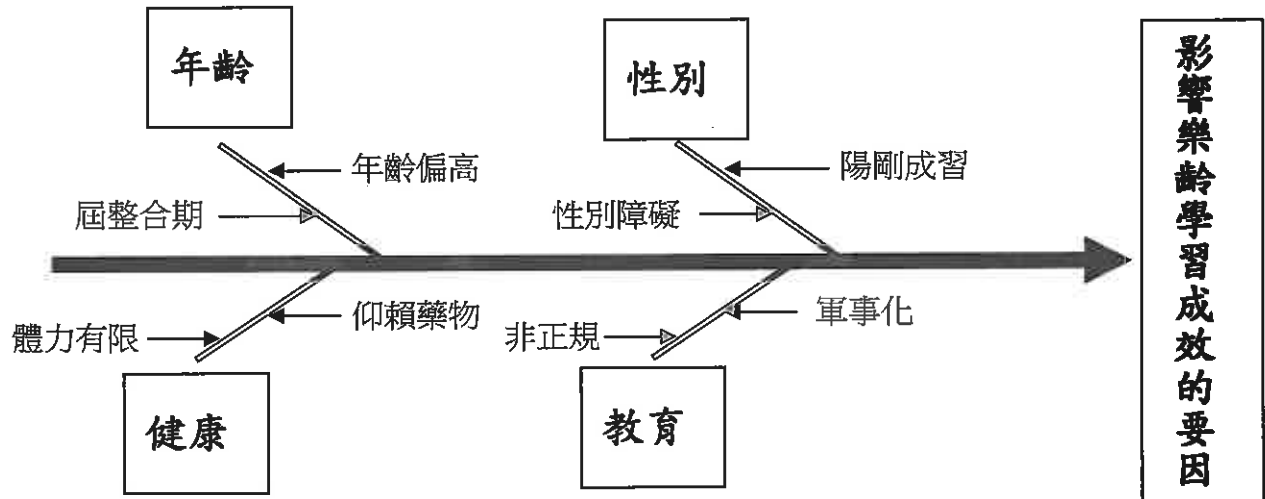 年齡
性別
年齡偏高
陽剛成習
屆整合期
性別障礙
仰賴藥物
軍事化
體力有限
非正規
健康
教育
影響樂齡學習成效的要因